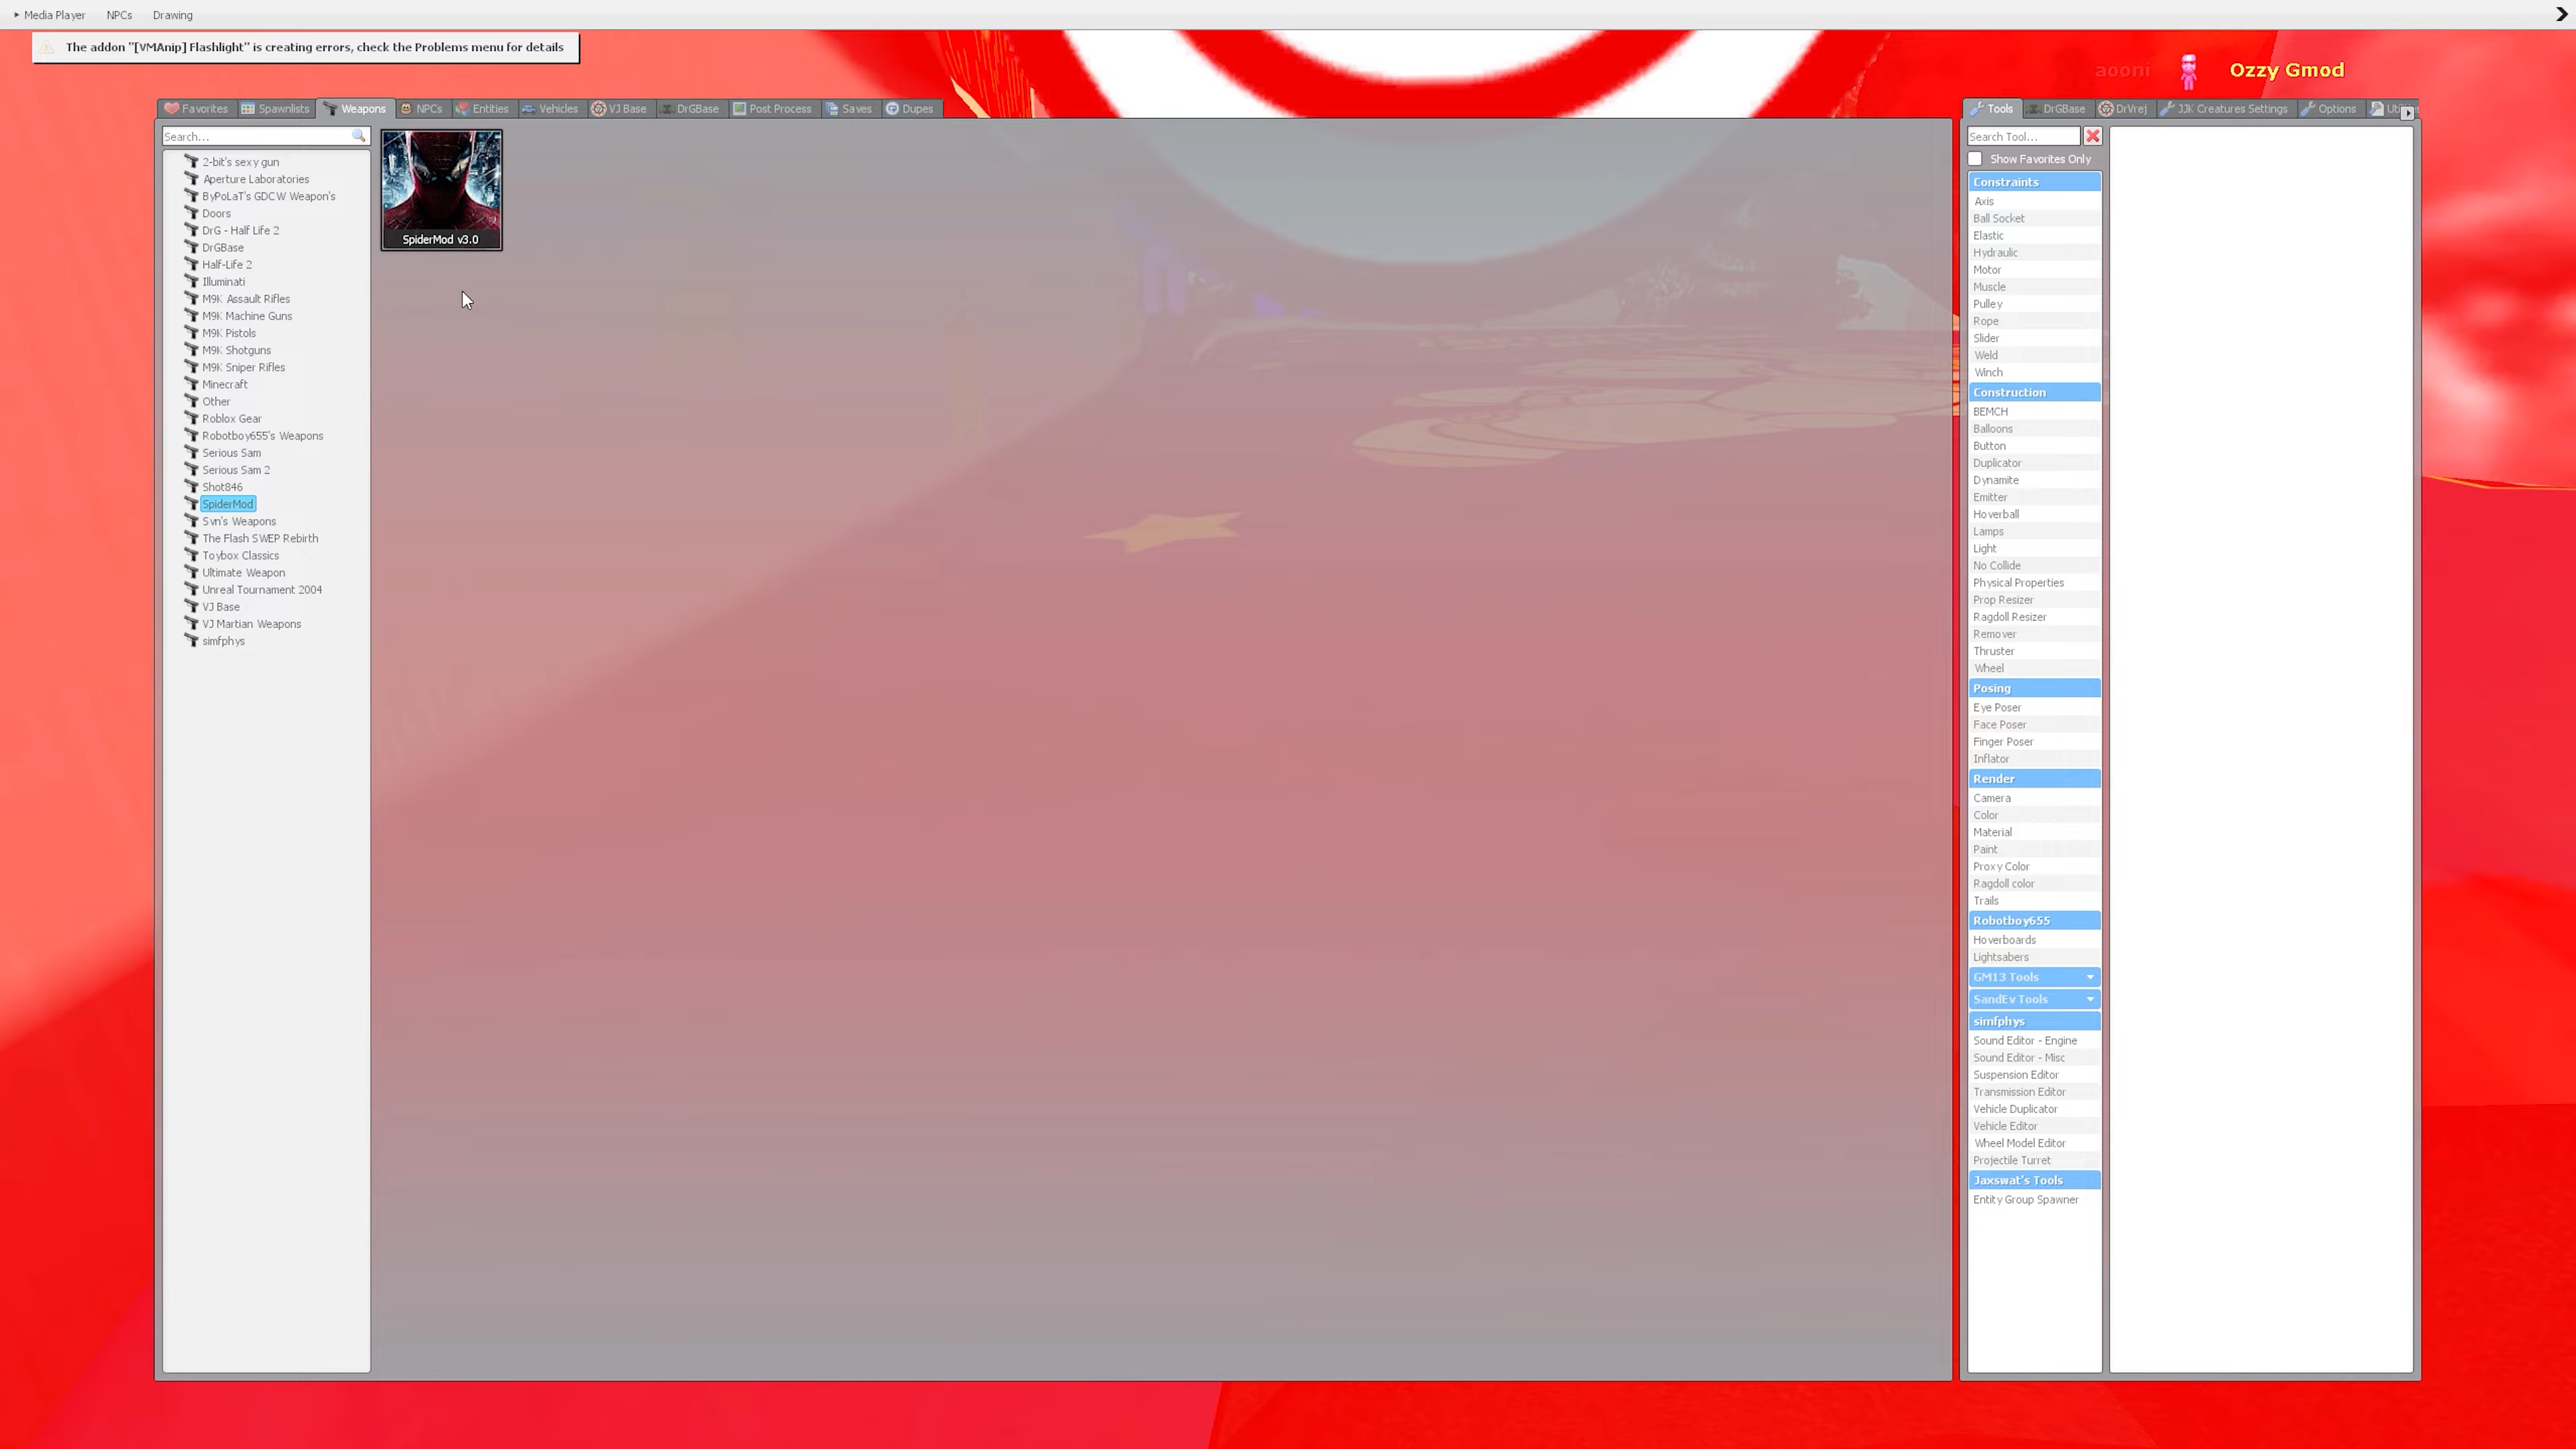 Media Player NPCs Drawing
The addon "[VMAnip] Flashlight" is creating errors, check the Problems menu for details
aooni Ozzy Gmod
Favorites Spawnlists Weapons NPCs Entities Vehicles VJ Base DrGBase Post Process Saves Dupes
Search...
2-bit's sexy gun
Aperture Laboratories
ByPoLaT's GDCW Weapon's
Doors
DrG - Half Life 2
DrGBase
Half-Life 2
Illuminati
M9K Assault Rifles
M9K Machine Guns
M9K Pistols
M9K Shotguns
M9K Sniper Rifles
Minecraft
Other
Roblox Gear
Robotboy655's Weapons
Serious Sam
Serious Sam 2
Shot846
SpiderMod
Svn's Weapons
The Flash SWEP Rebirth
Toybox Classics
Ultimate Weapon
Unreal Tournament 2004
VJ Base
VJ Martian Weapons
simfphys
SpiderMod v3.0
Tools DrGBase DrVrej JJK Creatures Settings Options
Search Tool...
Show Favorites Only
Constraints
Axis
Ball Socket
Elastic
Hydraulic
Motor
Muscle
Pulley
Rope
Slider
Weld
Winch
Construction
BEMCH
Balloons
Button
Duplicator
Dynamite
Emitter
Hoverball
Lamps
Light
No Collide
Physical Properties
Prop Resizer
Ragdoll Resizer
Remover
Thruster
Wheel
Posing
Eye Poser
Face Poser
Finger Poser
Inflator
Render
Camera
Color
Material
Paint
Proxy Color
Ragdoll color
Trails
Robotboy655
Hoverboards
Lightsabers
GM13 Tools
SandEv Tools
simfphys
Sound Editor - Engine
Sound Editor - Misc
Suspension Editor
Transmission Editor
Vehicle Duplicator
Vehicle Editor
Wheel Model Editor
Projectile Turret
Jaxswat's Tools
Entity Group Spawner